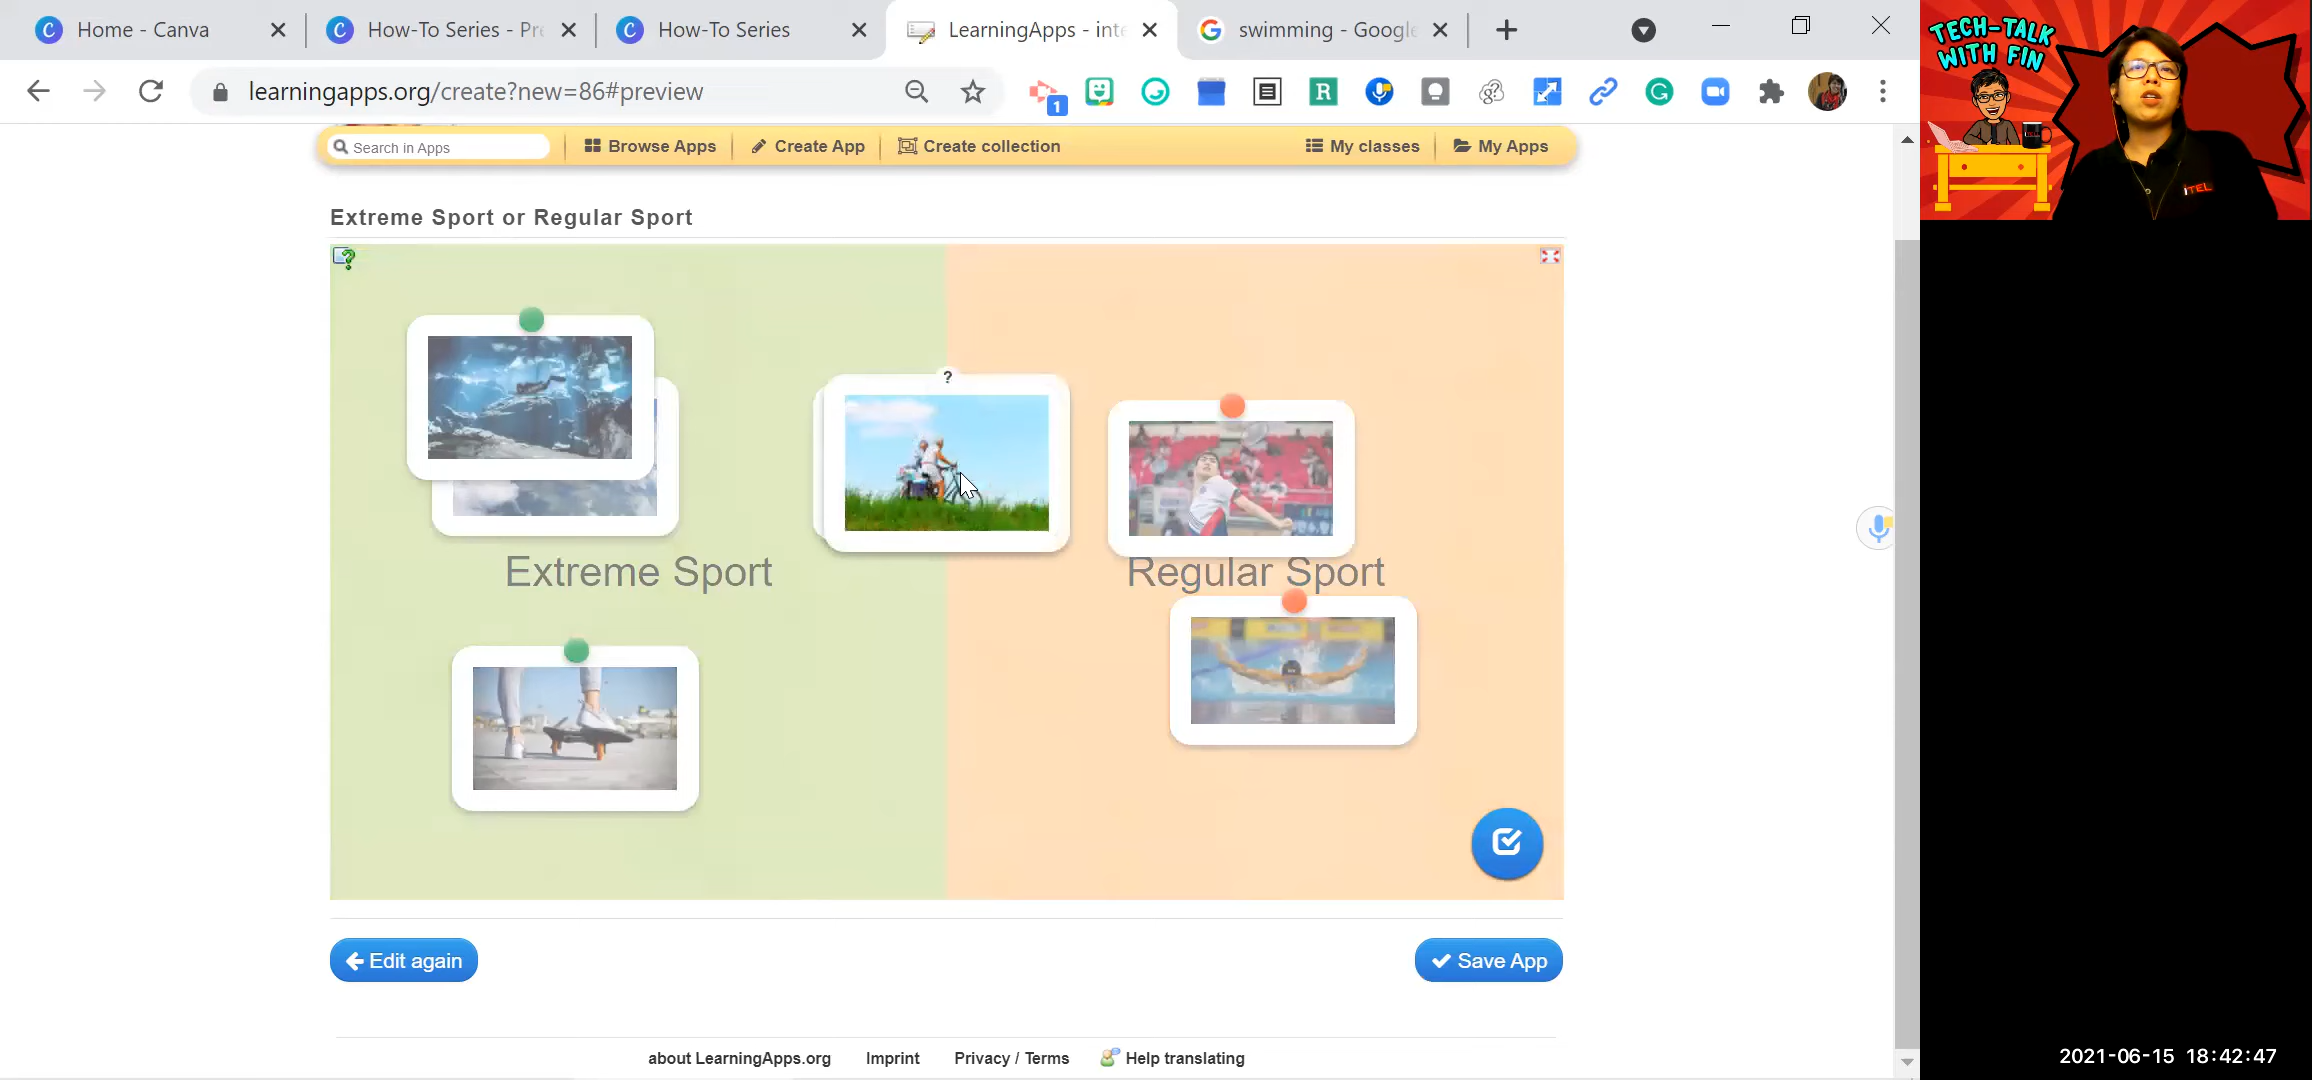 Home - Canva
How-To Series - Pre
How-To Series
LearningApps - inte
swimming - Google
learningapps.org/create?new=86#preview
1
TECH-TALK
WITH FIN
iTEL
Search in Apps
Browse Apps
Create App
Create collection
My classes
My Apps
Extreme Sport or Regular Sport
?
Extreme Sport
Regular Sport
Edit again
Save App
about LearningApps.org
Imprint
Privacy / Terms
Help translating
2021-06-15 18:42:47